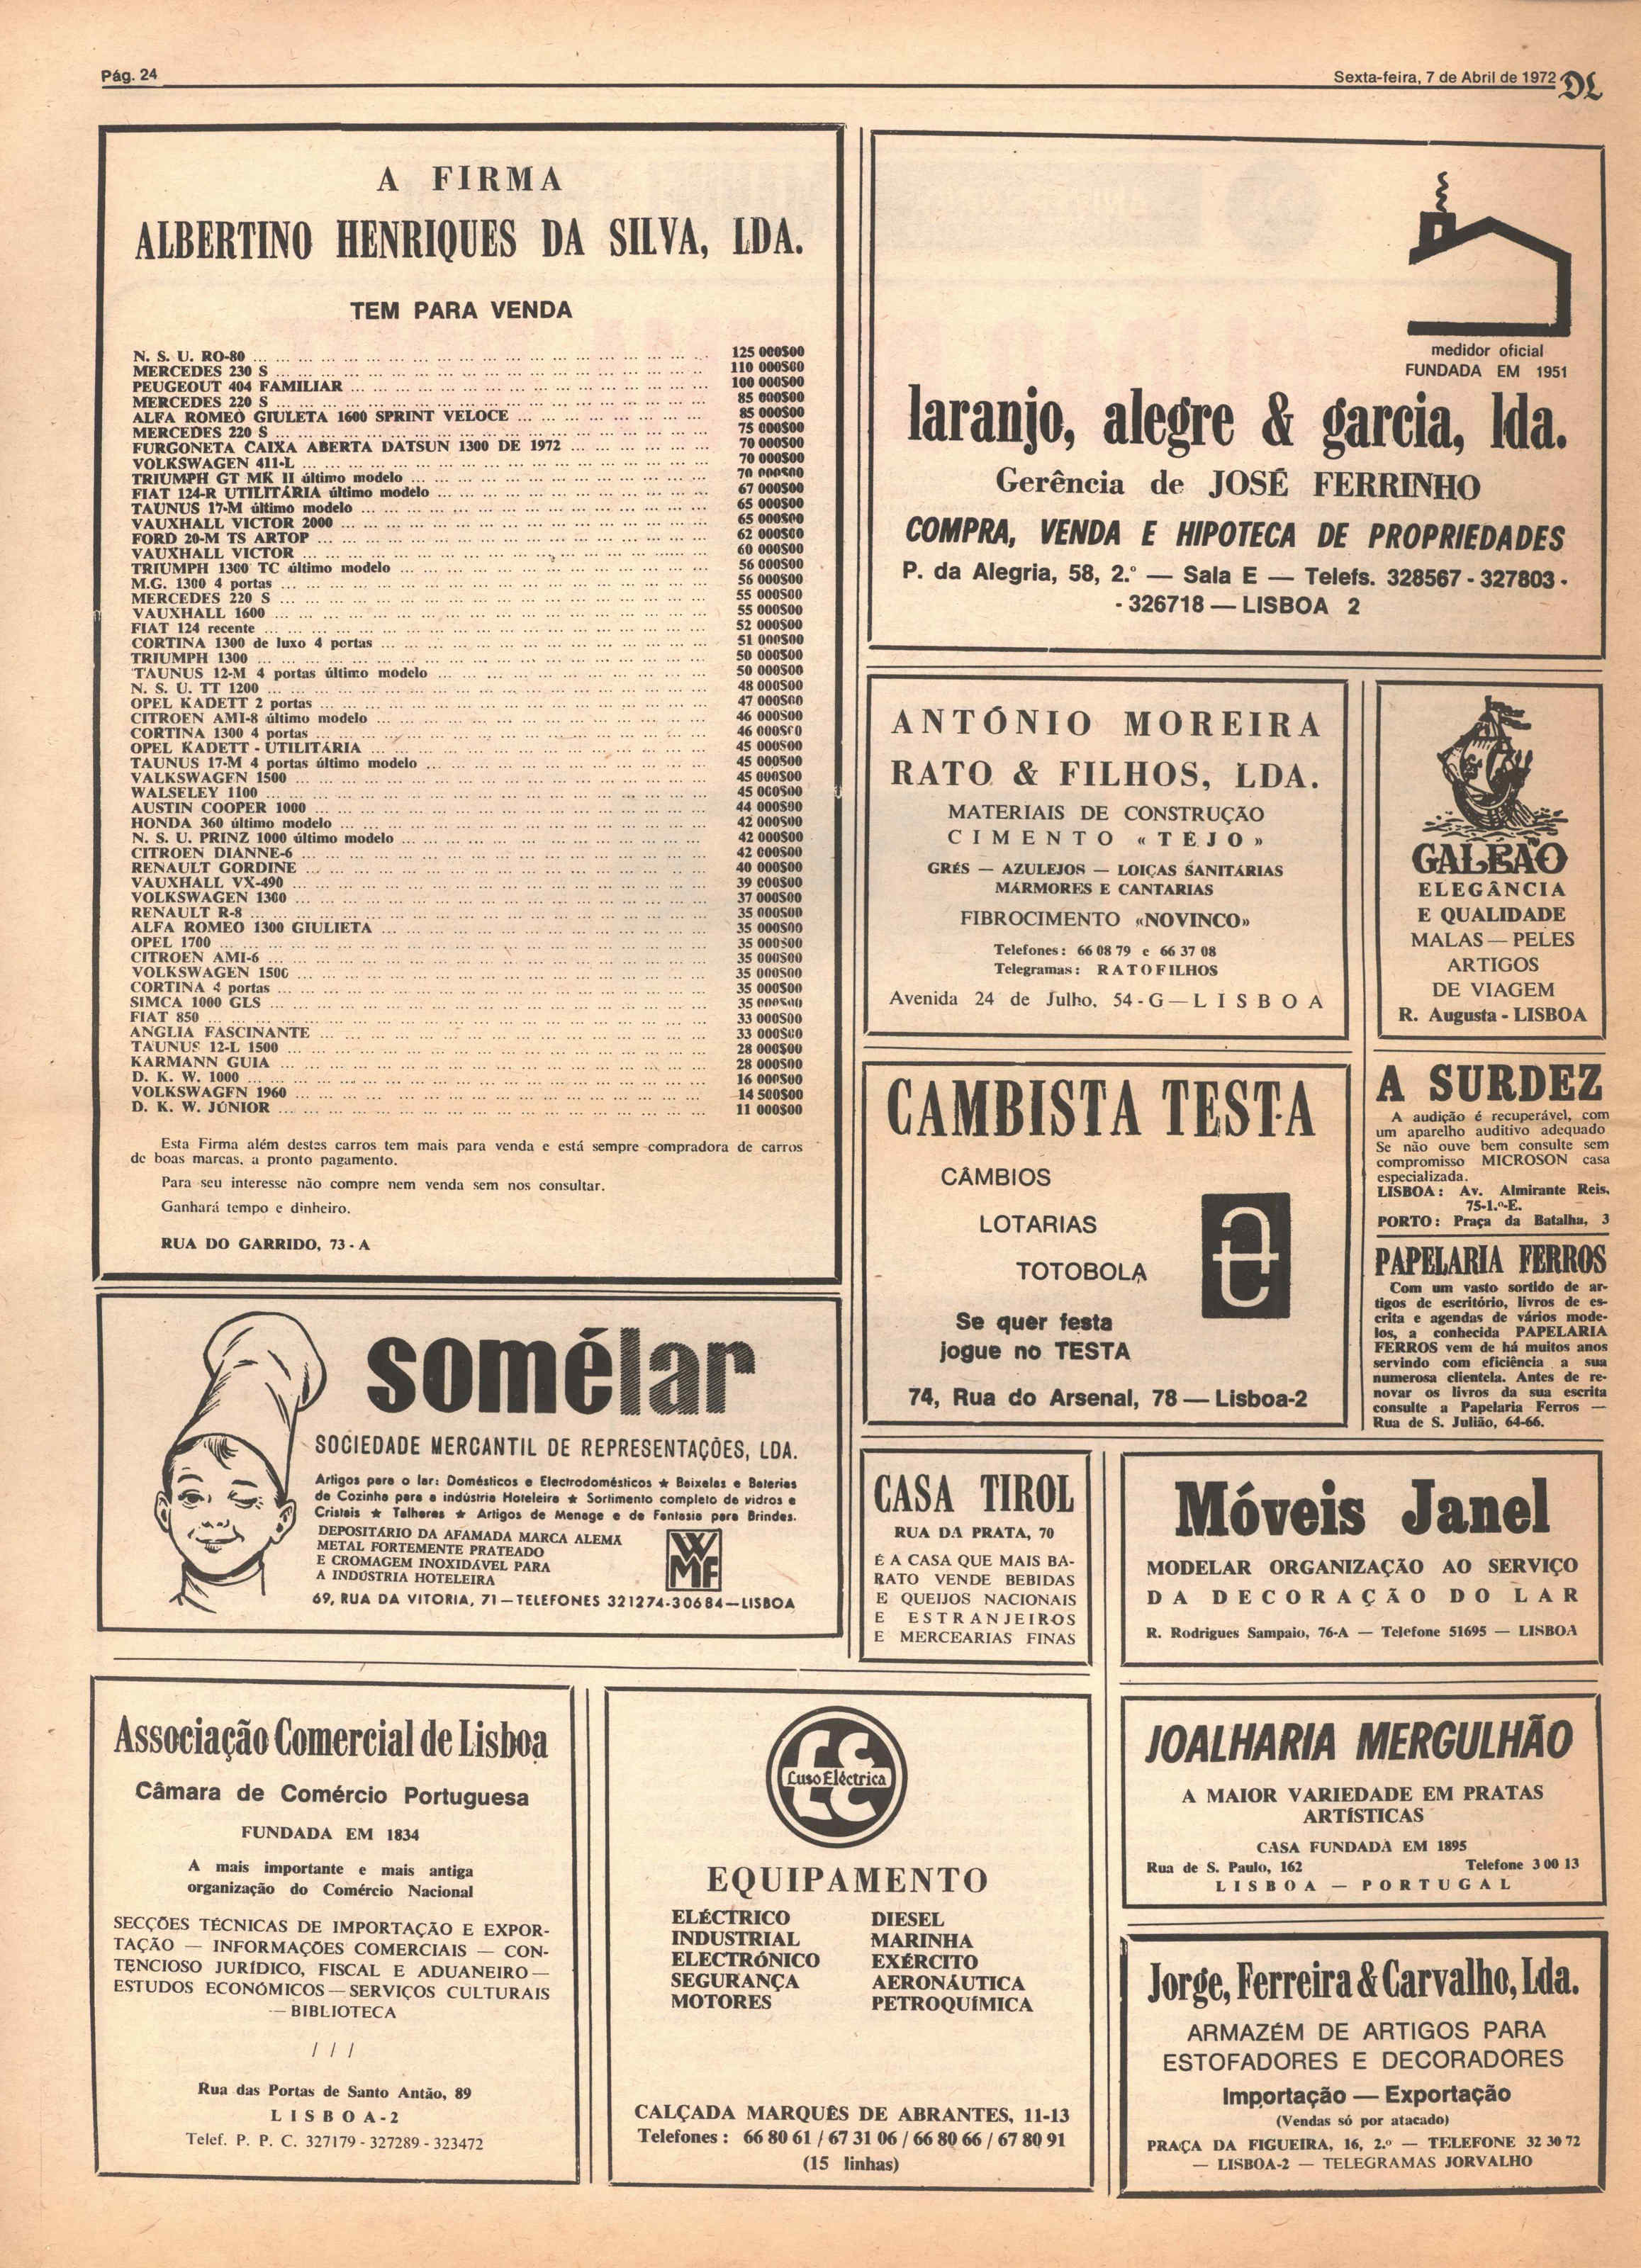 Pág. 24
Sexta-feira, 7 de Abril de 1972 DL
A FIRMA
ALBERTINO HENRIQUES DA SILVA, LDA.
TEM PARA VENDA
N. S. U. RO-80 ... 125 000$00
MERCEDES 230 S ... 110 000$00
PEUGEOUT 404 FAMILIAR ... 100 000$00
MERCEDES 220 S ... 85 000$00
ALFA ROMEO GIULETA 1600 SPRINT VELOCE ... 85 000$00
MERCEDES 220 S ... 75 000$00
FURGONETA CAIXA ABERTA DATSUN 1300 DE 1972 ... 70 000$00
VOLKSWAGEN 411-L ... 70 000$00
TRIUMPH GT MK II último modelo ... 70 000$00
FIAT 124-R UTILITÁRIA último modelo ... 67 000$00
TAUNUS 17-M último modelo ... 65 000$00
VAUXHALL VICTOR 2000 ... 65 000$00
FORD 20-M TS ARTOP ... 62 000$00
VAUXHALL VICTOR ... 60 000$00
TRIUMPH 1300 TC último modelo ... 56 000$00
M.G. 1300 4 portas ... 56 000$00
MERCEDES 220 S ... 55 000$00
VAUXHALL 1600 ... 55 000$00
FIAT 124 recente ... 52 000$00
CORTINA 1300 de luxo 4 portas ... 51 000$00
TRIUMPH 1300 ... 50 000$00
TAUNUS 12-M 4 portas último modelo ... 50 000$00
N. S. U. TT 1200 ... 48 000$00
OPEL KADETT 2 portas ... 47 000$00
CITROEN AMI-8 último modelo ... 46 000$00
CORTINA 1300 4 portas ... 46 000$00
OPEL KADETT - UTILITÁRIA ... 45 000$00
TAUNUS 17-M 4 portas último modelo ... 45 000$00
VALKSWAGEN 1500 ... 45 000$00
WALSELEY 1100 ... 45 000$00
AUSTIN COOPER 1000 ... 44 000$00
HONDA 360 último modelo ... 42 000$00
N. S. U. PRINZ 1000 último modelo ... 42 000$00
CITROEN DIANNE-6 ... 42 000$00
RENAULT GORDINE ... 40 000$00
VAUXHALL VX-490 ... 39 000$00
VOLKSWAGEN 1300 ... 37 000$00
RENAULT R-8 ... 35 000$00
ALFA ROMEO 1300 GIULIETA ... 35 000$00
OPEL 1700 ... 35 000$00
CITROEN AMI-6 ... 35 000$00
VOLKSWAGEN 1500 ... 35 000$00
CORTINA 4 portas ... 35 000$00
SIMCA 1000 GLS ... 35 000$00
FIAT 850 ... 33 000$00
ANGLIA FASCINANTE ... 33 000$00
TAUNUS 12-L 1500 ... 28 000$00
KARMANN GUIA ... 28 000$00
D. K. W. 1000 ... 16 000$00
VOLKSWAGEN 1960 ... 14 500$00
D. K. W. JÚNIOR ... 11 000$00
Esta Firma além destes carros tem mais para venda e está sempre compradora de carros
de boas marcas, a pronto pagamento.
Para seu interesse não compre nem venda sem nos consultar.
Ganhará tempo e dinheiro.
RUA DO GARRIDO, 73 - A
medidor oficial
FUNDADA EM 1951
laranjo, alegre & garcia, lda.
Gerência de JOSÉ FERRINHO
COMPRA, VENDA E HIPOTECA DE PROPRIEDADES
P. da Alegria, 58, 2.º — Sala E — Telefs. 328567 - 327803 -
- 326718 — LISBOA 2
ANTÓNIO MOREIRA
RATO & FILHOS, LDA.
MATERIAIS DE CONSTRUÇÃO
CIMENTO «TEJO»
GRÉS — AZULEJOS — LOIÇAS SANITÁRIAS
MÁRMORES E CANTARIAS
FIBROCIMENTO «NOVINCO»
Telefones: 66 08 79 e 66 37 08
Telegramas: RATOFILHOS
Avenida 24 de Julho, 54-G — LISBOA
GALEÃO
ELEGÂNCIA
E QUALIDADE
MALAS — PELES
ARTIGOS
DE VIAGEM
R. Augusta - LISBOA
CAMBISTA TESTA
CÂMBIOS
LOTARIAS
TOTOBOLA
Se quer festa
jogue no TESTA
74, Rua do Arsenal, 78 — Lisboa-2
A SURDEZ
A audição é recuperável, com
um aparelho auditivo adequado
Se não ouve bem consulte sem
compromisso MICROSON casa
especializada.
LISBOA: Av. Almirante Reis,
75-1.º-E.
PORTO: Praça da Batalha, 3
PAPELARIA FERROS
Com um vasto sortido de ar-
tigos de escritório, livros de es-
crita e agendas de vários mode-
los, a conhecida PAPELARIA
FERROS vem de há muitos anos
servindo com eficiência a sua
numerosa clientela. Antes de re-
novar os livros da sua escrita
consulte a Papelaria Ferros —
Rua de S. Julião, 64-66.
somélar
SOCIEDADE MERCANTIL DE REPRESENTAÇÕES, LDA.
Artigos para o lar: Domésticos e Electrodomésticos ★ Baixelas e Baterias
de Cozinha para a indústria Hoteleira ★ Sortimento completo de vidros e
Cristais ★ Talheres ★ Artigos de Menage e de Fantasia para Brindes.
DEPOSITÁRIO DA AFAMADA MARCA ALEMÃ
METAL FORTEMENTE PRATEADO
E CROMAGEM INOXIDÁVEL PARA
A INDÚSTRIA HOTELEIRA
WMF
69, RUA DA VITORIA, 71 — TELEFONES 321274-30684 — LISBOA
CASA TIROL
RUA DA PRATA, 70
É A CASA QUE MAIS BA-
RATO VENDE BEBIDAS
E QUEIJOS NACIONAIS
E ESTRANJEIROS
E MERCEARIAS FINAS
Móveis Janel
MODELAR ORGANIZAÇÃO AO SERVIÇO
DA DECORAÇÃO DO LAR
R. Rodrigues Sampaio, 76-A — Telefone 51695 — LISBOA
Associação Comercial de Lisboa
Câmara de Comércio Portuguesa
FUNDADA EM 1834
A mais importante e mais antiga
organização do Comércio Nacional
SECÇÕES TÉCNICAS DE IMPORTAÇÃO E EXPOR-
TAÇÃO — INFORMAÇÕES COMERCIAIS — CON-
TENCIOSO JURÍDICO, FISCAL E ADUANEIRO —
ESTUDOS ECONÓMICOS — SERVIÇOS CULTURAIS
— BIBLIOTECA
/ / /
Rua das Portas de Santo Antão, 89
LISBOA-2
Telef. P. P. C. 327179 - 327289 - 323472
Luso Eléctrica
EQUIPAMENTO
ELÉCTRICO DIESEL
INDUSTRIAL MARINHA
ELECTRÓNICO EXÉRCITO
SEGURANÇA AERONÁUTICA
MOTORES PETROQUÍMICA
CALÇADA MARQUÊS DE ABRANTES, 11-13
Telefones: 66 80 61 / 67 31 06 / 66 80 66 / 67 80 91
(15 linhas)
JOALHARIA MERGULHÃO
A MAIOR VARIEDADE EM PRATAS
ARTÍSTICAS
CASA FUNDADA EM 1895
Rua de S. Paulo, 162 Telefone 3 00 13
LISBOA — PORTUGAL
Jorge, Ferreira & Carvalho, Lda.
ARMAZÉM DE ARTIGOS PARA
ESTOFADORES E DECORADORES
Importação — Exportação
(Vendas só por atacado)
PRAÇA DA FIGUEIRA, 16, 2.º — TELEFONE 32 30 72
— LISBOA-2 — TELEGRAMAS JORVALHO